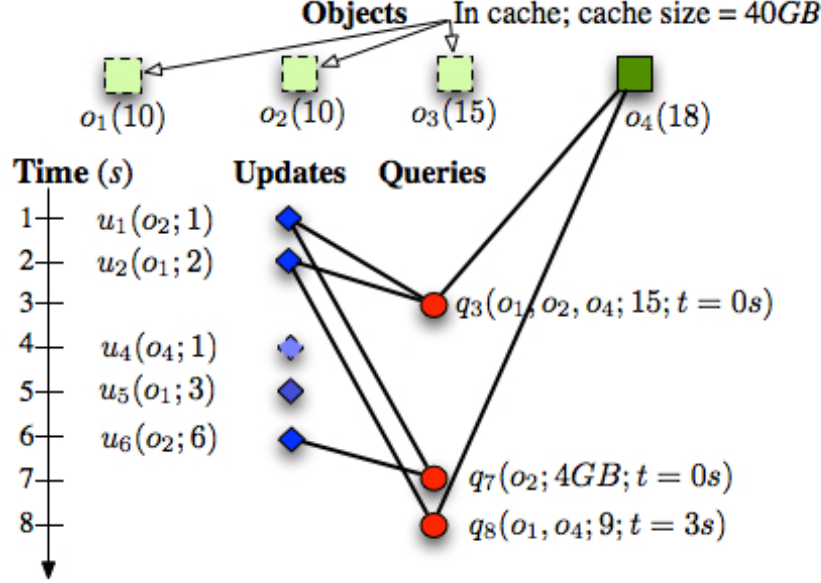 Objects In cache; cache size = 40GB
o₁(10) o₂(10) o₃(15) o₄(18)
Time (s) Updates Queries
1 u₁(o₂; 1)
2 u₂(o₁; 2)
3 q₃(o₁, o₂, o₄; 15; t = 0s)
4 u₄(o₄; 1)
5 u₅(o₁; 3)
6 u₆(o₂; 6)
7 q₇(o₂; 4GB; t = 0s)
8 q₈(o₁, o₄; 9; t = 3s)